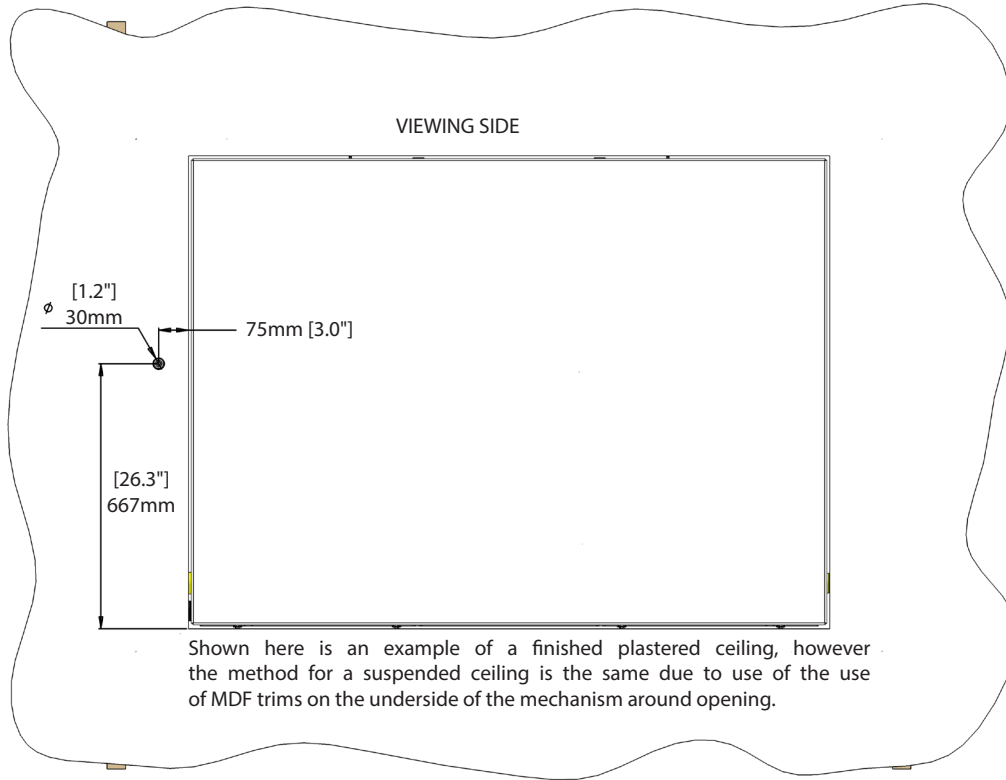 VIEWING SIDE
[1.2"]
⌀ 30mm
75mm [3.0"]
[26.3"]
667mm
Shown here is an example of a finished plastered ceiling, however
the method for a suspended ceiling is the same due to use of the use
of MDF trims on the underside of the mechanism around opening.